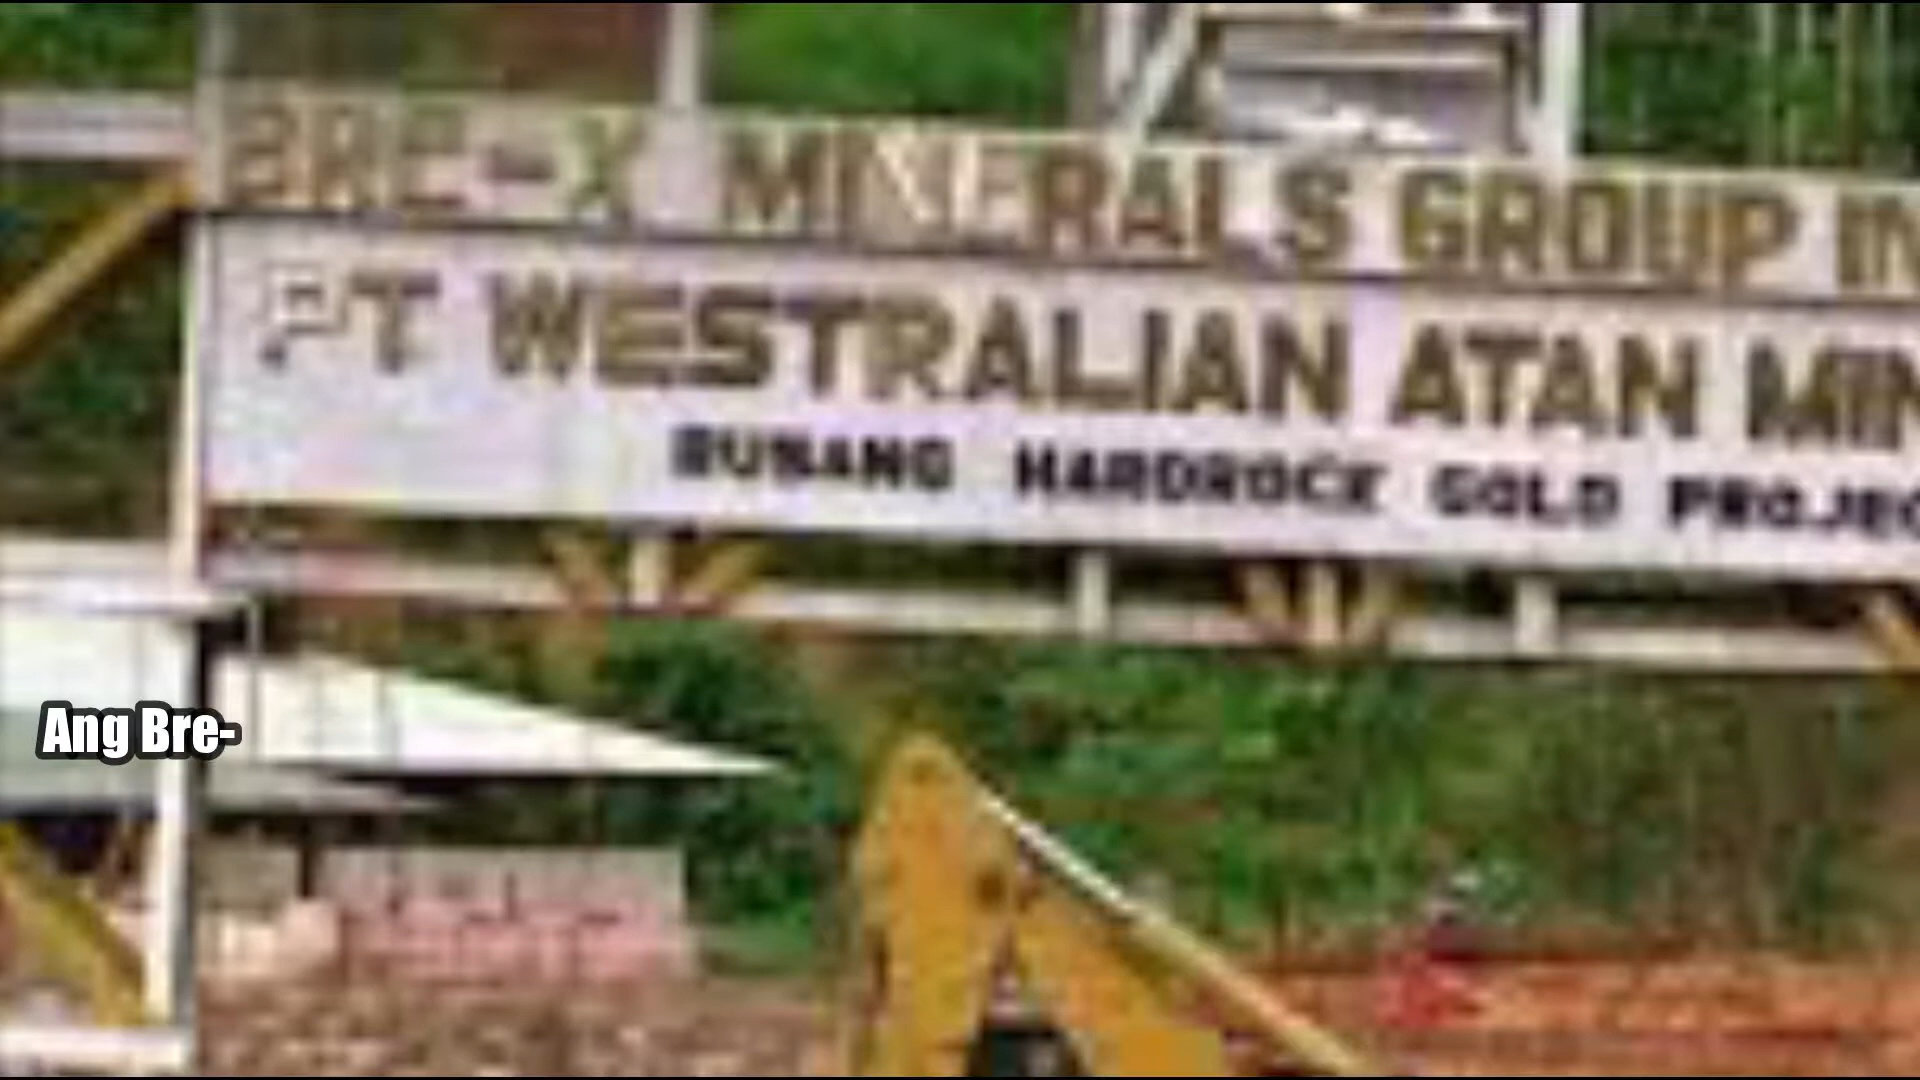 BRE-X MINERALS GROUP IN
PT WESTRALIAN ATAN MIN
BUSANG HARDROCK GOLD PROJEC
Ang Bre-